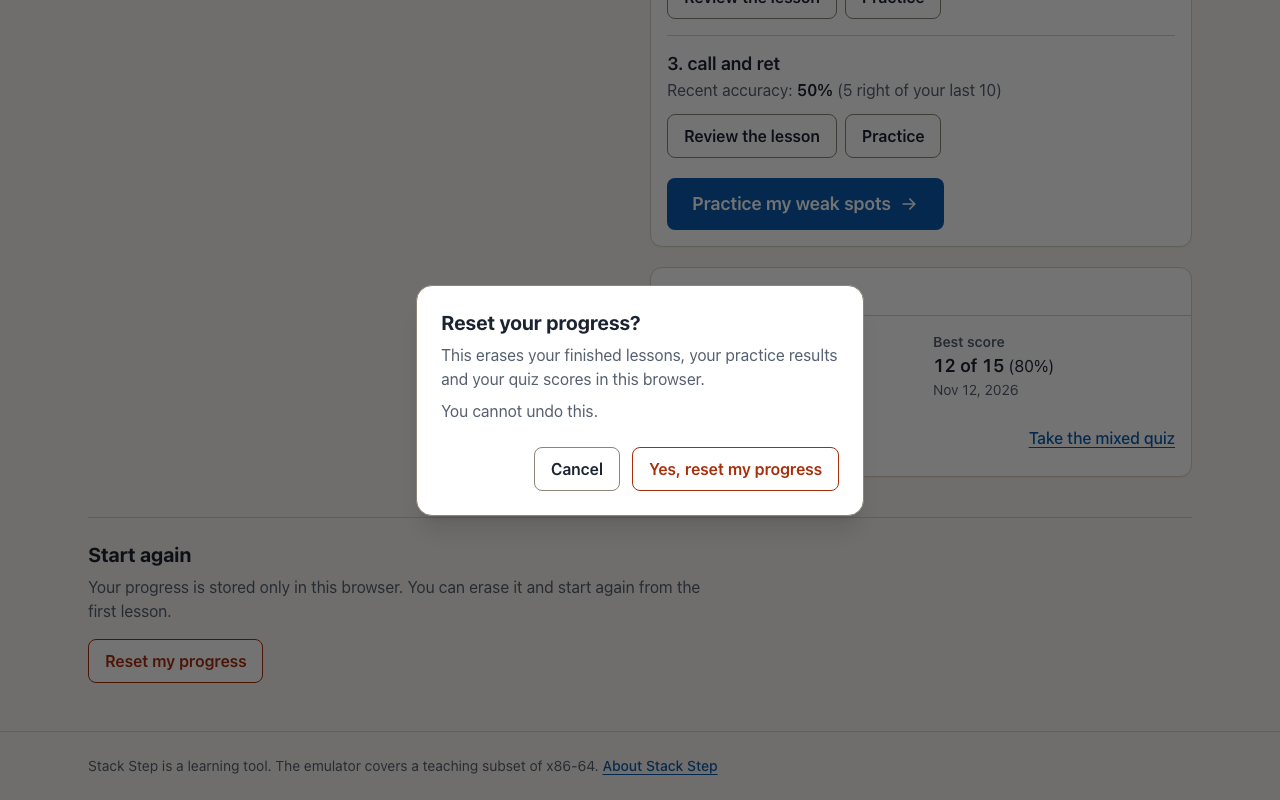 Review the lesson
Practice
3. call and ret
Recent accuracy: 50% (5 right of your last 10)
Review the lesson
Practice
Practice my weak spots →
Best score
12 of 15 (80%)
Nov 12, 2026
Take the mixed quiz
Reset your progress?
This erases your finished lessons, your practice results
and your quiz scores in this browser.
You cannot undo this.
Cancel
Yes, reset my progress
Start again
Your progress is stored only in this browser. You can erase it and start again from the
first lesson.
Reset my progress
Stack Step is a learning tool. The emulator covers a teaching subset of x86-64. About Stack Step